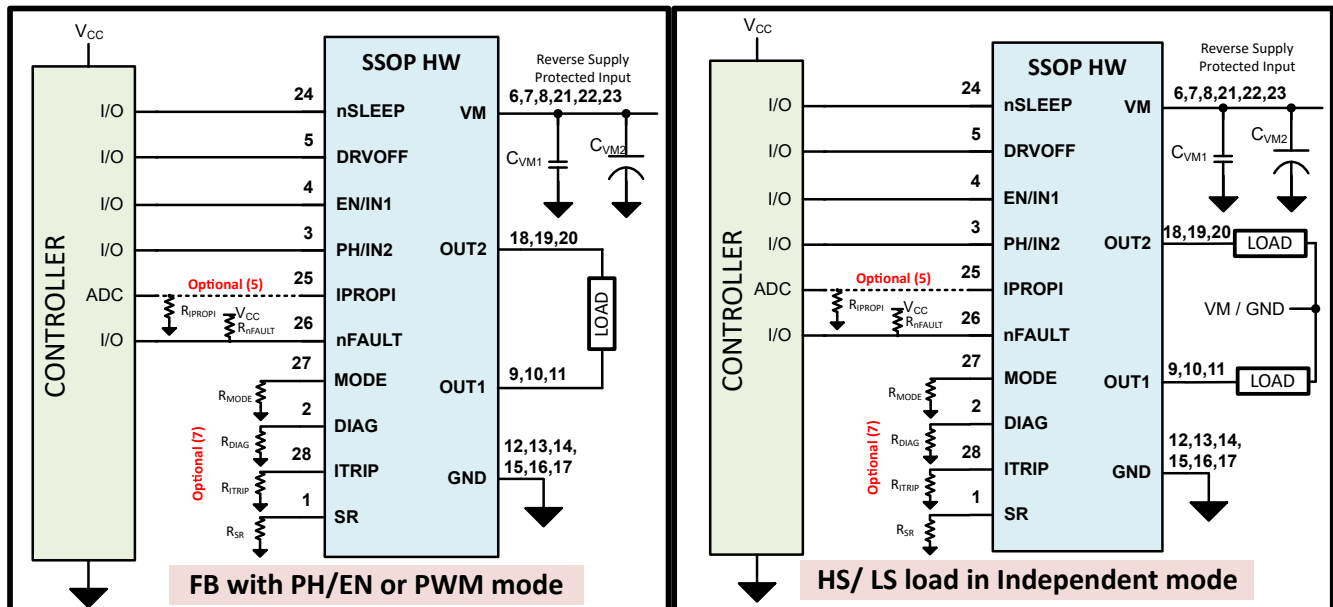 VCC
SSOP HW
Reverse Supply
Protected Input
CONTROLLER
I/O
24
nSLEEP
VM
6,7,8,21,22,23
I/O
5
DRVOFF
CVM1
CVM2
I/O
4
EN/IN1
I/O
3
PH/IN2
OUT2
18,19,20
Optional (5)
ADC
25
IPROPI
RIPROPI
VCC
RnFAULT
LOAD
I/O
26
nFAULT
27
MODE
OUT1
9,10,11
RMODE
2
DIAG
RDIAG
Optional (7)
28
ITRIP
RITRIP
12,13,14,
15,16,17
GND
1
SR
RSR
FB with PH/EN or PWM mode
VCC
SSOP HW
Reverse Supply
Protected Input
CONTROLLER
I/O
24
nSLEEP
VM
6,7,8,21,22,23
I/O
5
DRVOFF
CVM1
CVM2
I/O
4
EN/IN1
I/O
3
PH/IN2
OUT2
18,19,20
LOAD
Optional (5)
ADC
25
IPROPI
RIPROPI
VCC
RnFAULT
VM / GND
I/O
26
nFAULT
27
MODE
OUT1
9,10,11
LOAD
RMODE
2
DIAG
RDIAG
Optional (7)
28
ITRIP
RITRIP
12,13,14,
15,16,17
GND
1
SR
RSR
HS/ LS load in Independent mode